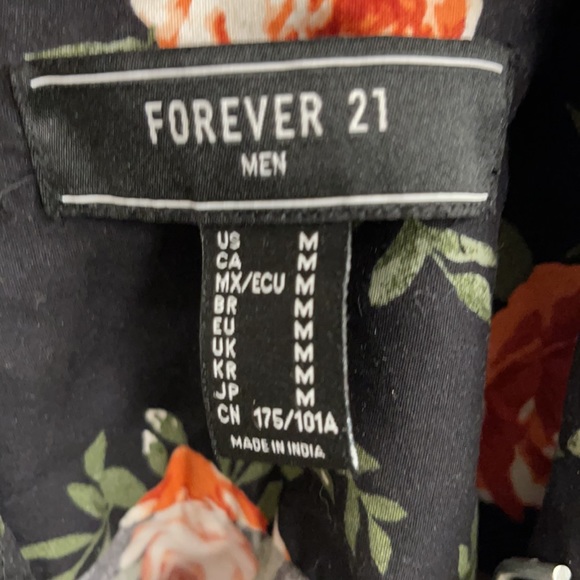 FOREVER 21
MEN
US M
CA M
MX/ECU M
BR M
EU M
UK M
KR M
JP M
CN 175/101A
MADE IN INDIA